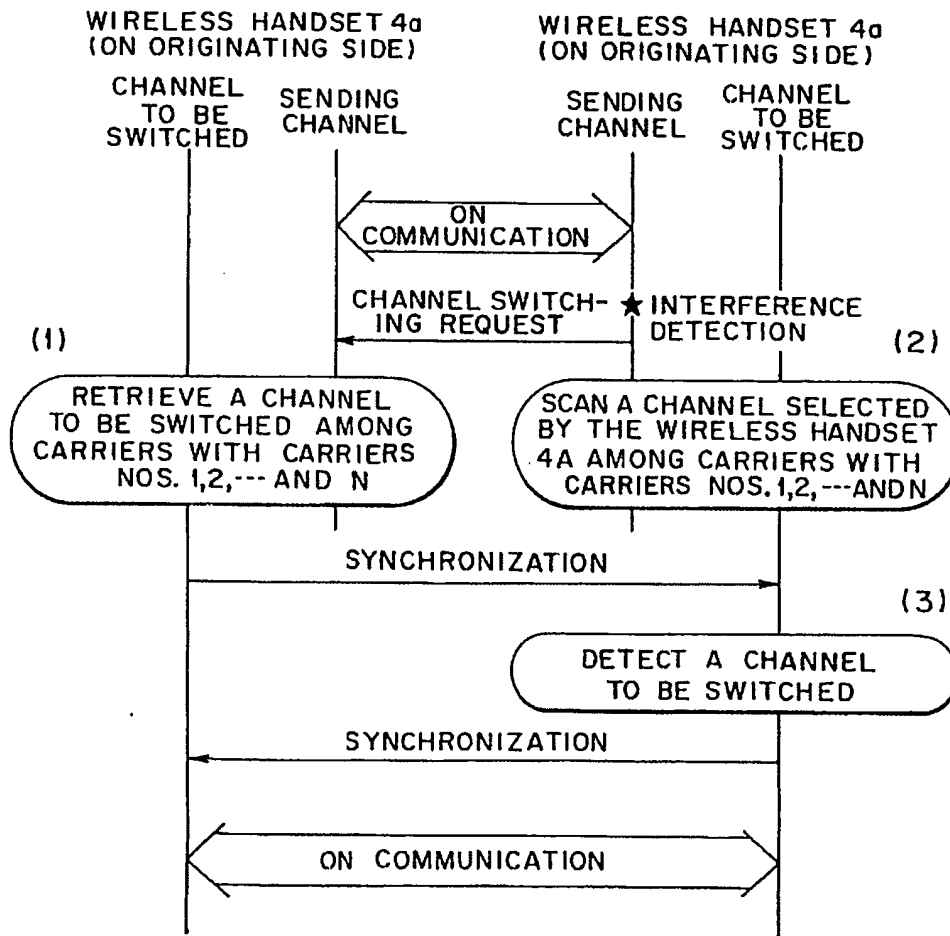 WIRELESS HANDSET 4a
(ON ORIGINATING SIDE)
WIRELESS HANDSET 4a
(ON ORIGINATING SIDE)
CHANNEL
TO BE
SWITCHED
SENDING
CHANNEL
SENDING
CHANNEL
CHANNEL
TO BE
SWITCHED
ON
COMMUNICATION
CHANNEL SWITCH-
ING REQUEST
★ INTERFERENCE
DETECTION
(1)
(2)
RETRIEVE A CHANNEL
TO BE SWITCHED AMONG
CARRIERS WITH CARRIERS
NOS. 1,2,--- AND N
SCAN A CHANNEL SELECTED
BY THE WIRELESS HANDSET
4A AMONG CARRIERS WITH
CARRIERS NOS. 1,2,---AND N
SYNCHRONIZATION
(3)
DETECT A CHANNEL
TO BE SWITCHED
SYNCHRONIZATION
ON COMMUNICATION